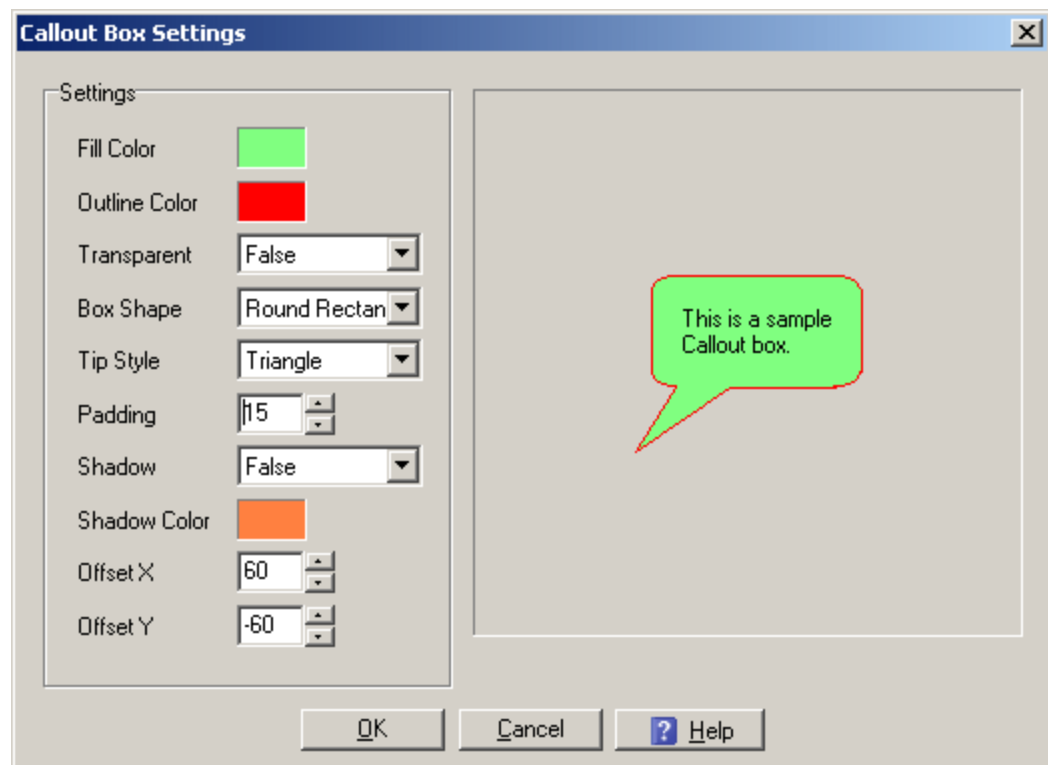 Callout Box Settings
Settings
Fill Color
Outline Color
Transparent False
Box Shape Round Rectan
Tip Style Triangle
Padding 15
Shadow False
Shadow Color
Offset X 60
Offset Y -60
This is a sample
Callout box.
OK Cancel ? Help